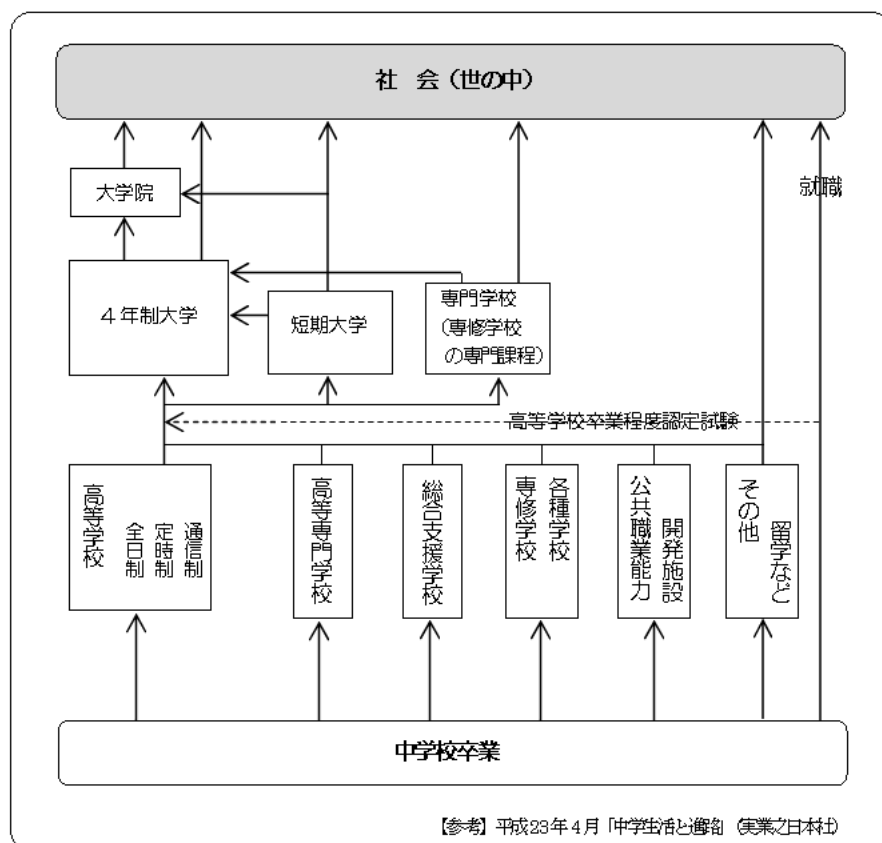 社　会（世の中）
就職
大学院
４年制大学
短期大学
専門学校
（専修学校
の専門課程）
高等学校卒業程度認定試験
高等学校
全日制
定時制
通信制
高等専門学校
総合支援学校
各種学校
専修学校
公共職業能力
開発施設
その他
留学など
中学校卒業
【参考】平成23年４月「中学生活と進路」（実業之日本社）